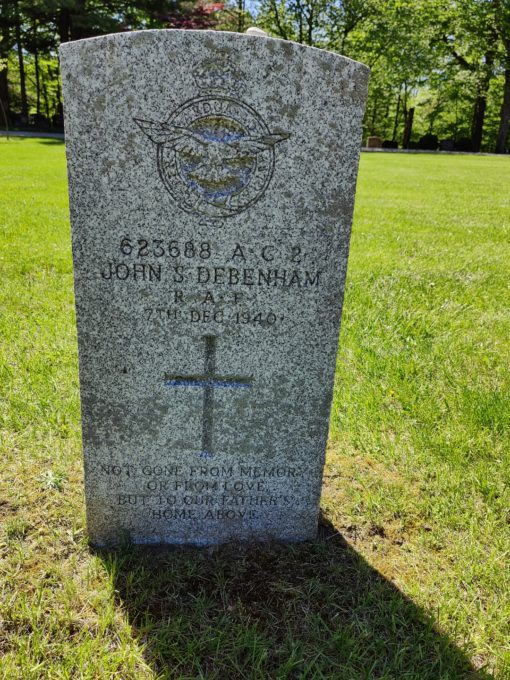 623688 A·C·2·
JOHN S DEBENHAM
R·A·F·
7TH DEC·1940
NOT GONE FROM MEMORY
OR FROM LOVE
BUT TO OUR FATHER'S
HOME ABOVE